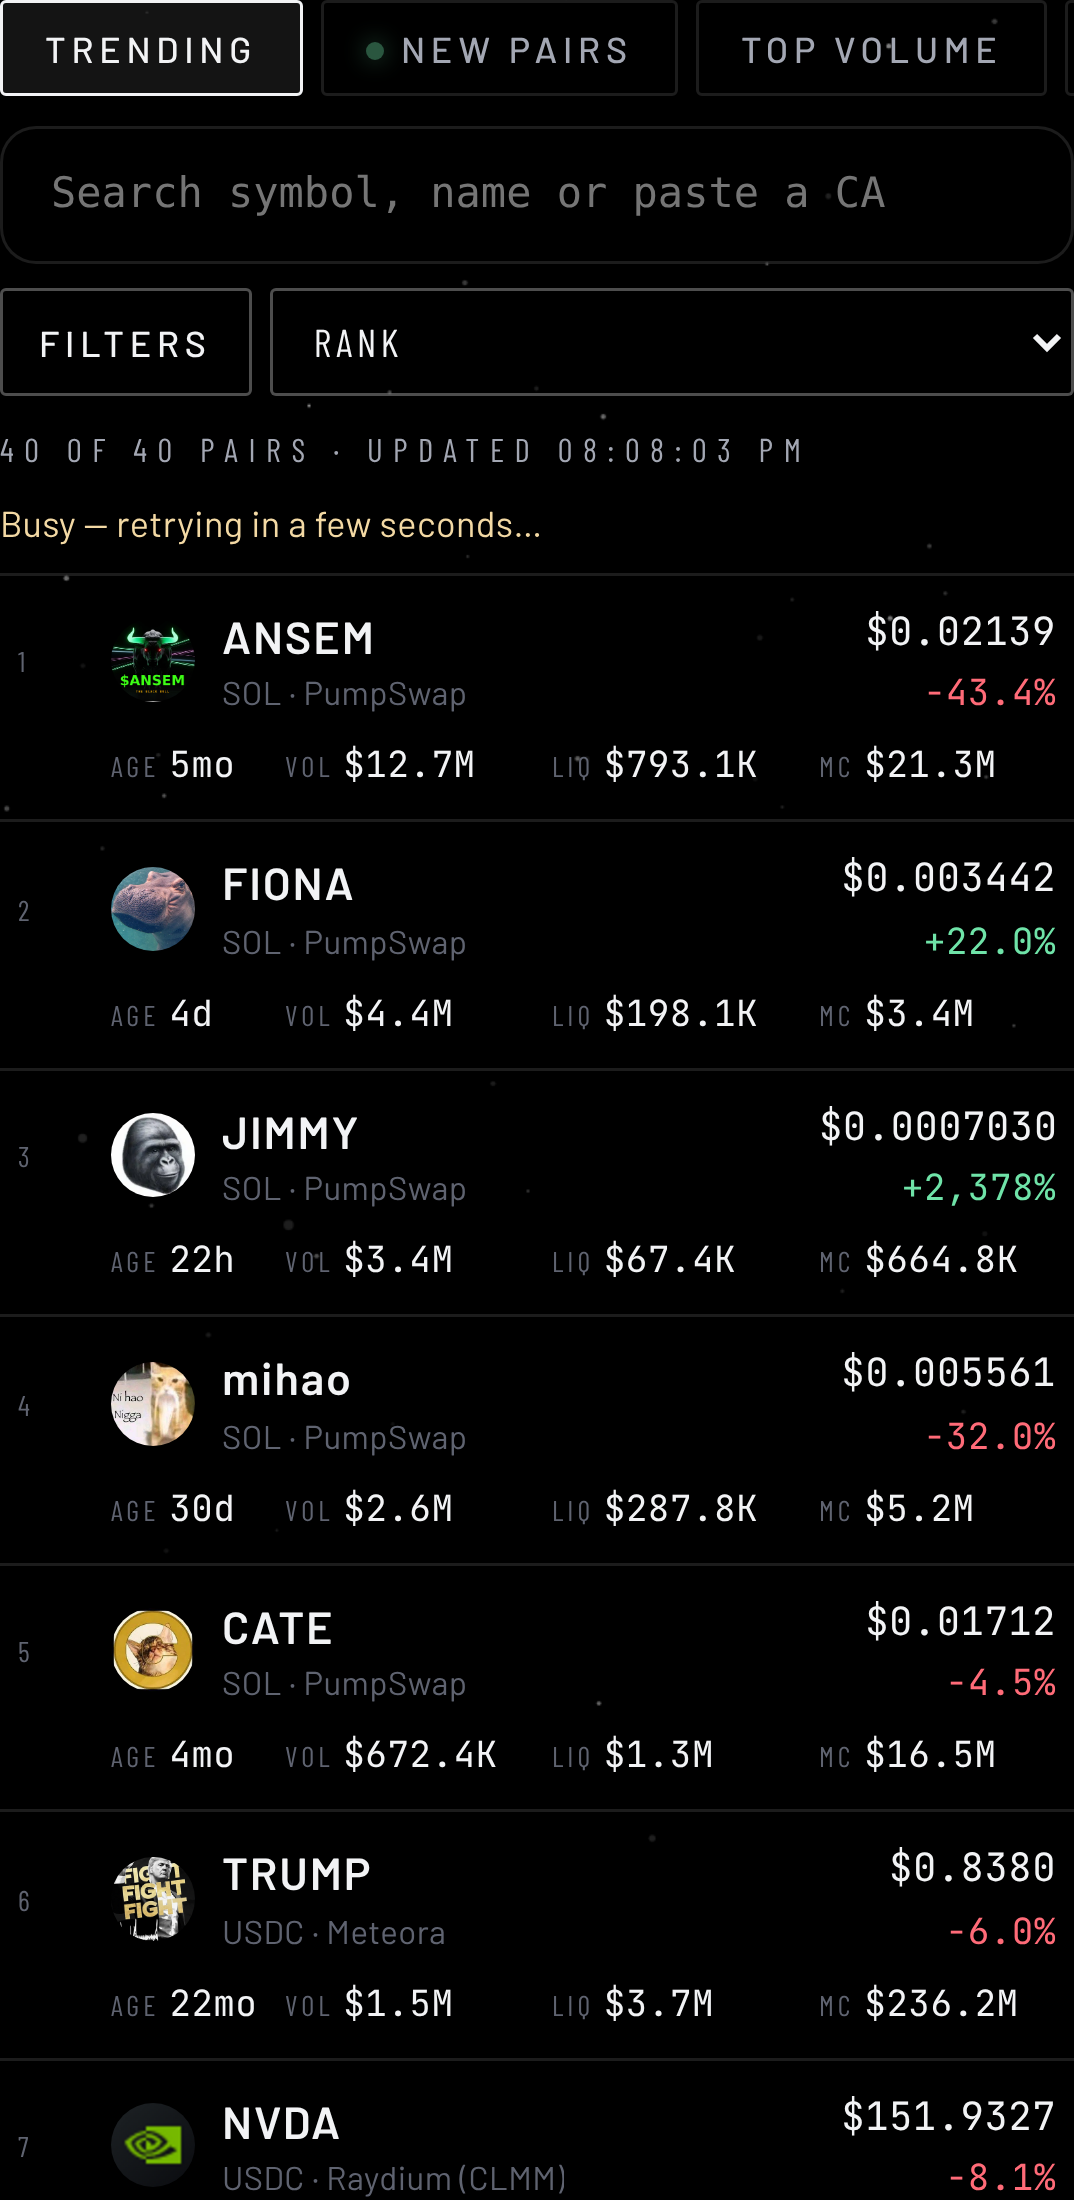 TRENDING
NEW PAIRS
TOP VOLUME
Search symbol, name or paste a CA
FILTERS
RANK
40 OF 40 PAIRS · UPDATED 08:08:03 PM
Busy — retrying in a few seconds...
1
$ANSEM
ANSEM
$0.02139
SOL · PumpSwap
-43.4%
AGE 5mo VOL $12.7M LIQ $793.1K MC $21.3M
2
FIONA
$0.003442
SOL · PumpSwap
+22.0%
AGE 4d VOL $4.4M LIQ $198.1K MC $3.4M
3
JIMMY
$0.0007030
SOL · PumpSwap
+2,378%
AGE 22h VOL $3.4M LIQ $67.4K MC $664.8K
4
Ni hao
Nigga
mihao
$0.005561
SOL · PumpSwap
-32.0%
AGE 30d VOL $2.6M LIQ $287.8K MC $5.2M
5
CATE
$0.01712
SOL · PumpSwap
-4.5%
AGE 4mo VOL $672.4K LIQ $1.3M MC $16.5M
6
FIGHT
FIGHT
TRUMP
$0.8380
USDC · Meteora
-6.0%
AGE 22mo VOL $1.5M LIQ $3.7M MC $236.2M
7
NVDA
$151.9327
USDC · Raydium (CLMM)
-8.1%